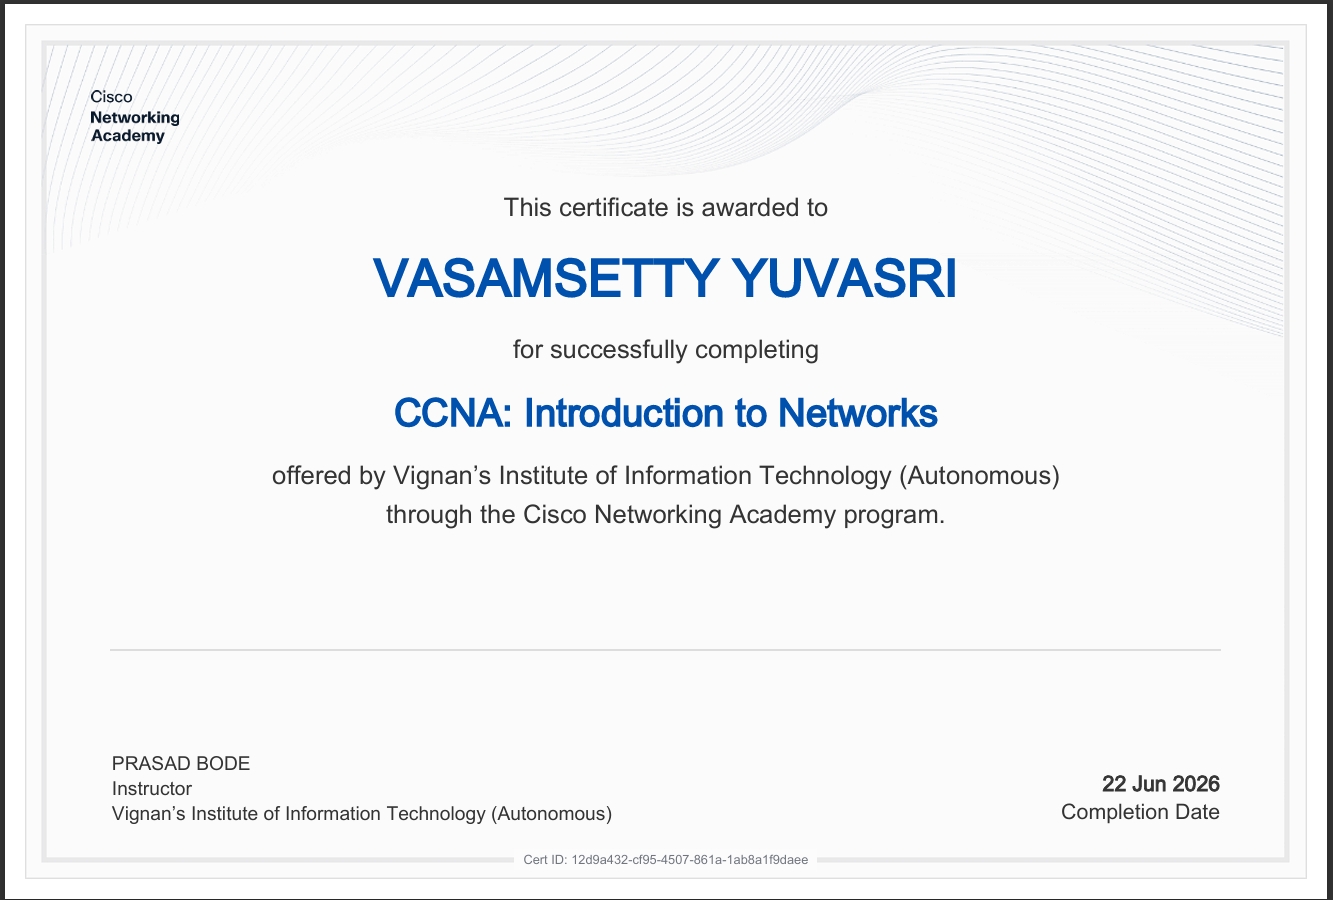 Cisco
Networking
Academy
This certificate is awarded to
VASAMSETTY YUVASRI
for successfully completing
CCNA: Introduction to Networks
offered by Vignan’s Institute of Information Technology (Autonomous)
through the Cisco Networking Academy program.
PRASAD BODE
Instructor
Vignan’s Institute of Information Technology (Autonomous)
22 Jun 2026
Completion Date
Cert ID: 12d9a432-cf95-4507-861a-1ab8a1f9daee